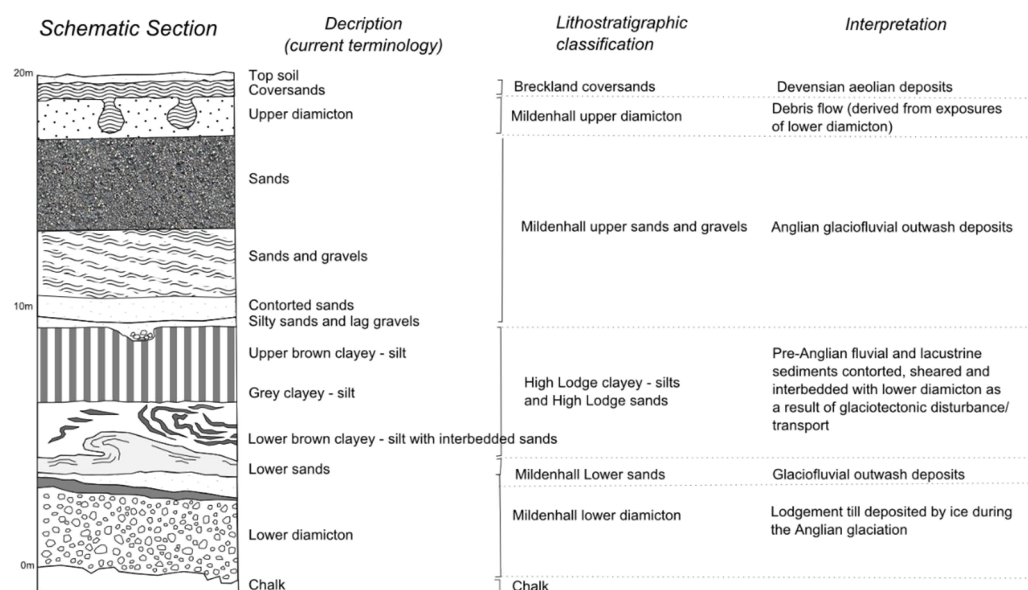 Schematic Section
Decription
(current terminology)
Lithostratigraphic
classification
Interpretation
20m
10m
0m
Top soil
Coversands
Upper diamicton
Sands
Sands and gravels
Contorted sands
Silty sands and lag gravels
Upper brown clayey - silt
Grey clayey - silt
Lower brown clayey - silt with interbedded sands
Lower sands
Lower diamicton
Chalk
Breckland coversands
Mildenhall upper diamicton
Mildenhall upper sands and gravels
High Lodge clayey - silts
and High Lodge sands
Mildenhall Lower sands
Mildenhall lower diamicton
Chalk
Devensian aeolian deposits
Debris flow (derived from exposures
of lower diamicton)
Anglian glaciofluvial outwash deposits
Pre-Anglian fluvial and lacustrine
sediments contorted, sheared and
interbedded with lower diamicton as
a result of glaciotectonic disturbance/
transport
Glaciofluvial outwash deposits
Lodgement till deposited by ice during
the Anglian glaciation